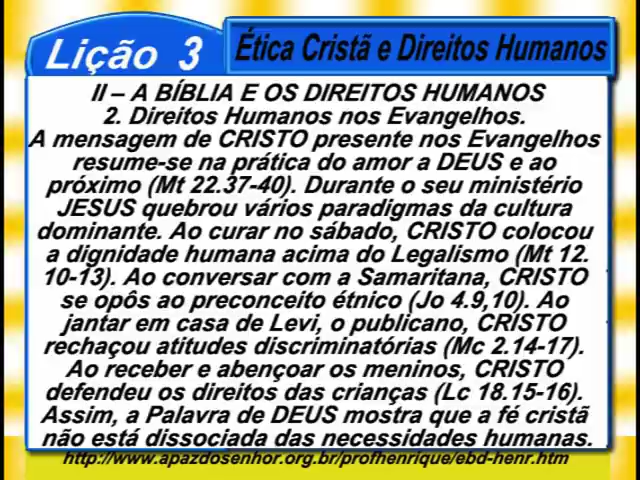 Lição 3
Ética Cristã e Direitos Humanos
II – A BÍBLIA E OS DIREITOS HUMANOS
2. Direitos Humanos nos Evangelhos.
A mensagem de CRISTO presente nos Evangelhos
resume-se na prática do amor a DEUS e ao
próximo (Mt 22.37-40). Durante o seu ministério
JESUS quebrou vários paradigmas da cultura
dominante. Ao curar no sábado, CRISTO colocou
a dignidade humana acima do Legalismo (Mt 12.
10-13). Ao conversar com a Samaritana, CRISTO
se opôs ao preconceito étnico (Jo 4.9,10). Ao
jantar em casa de Levi, o publicano, CRISTO
rechaçou atitudes discriminatórias (Mc 2.14-17).
Ao receber e abençoar os meninos, CRISTO
defendeu os direitos das crianças (Lc 18.15-16).
Assim, a Palavra de DEUS mostra que a fé cristã
não está dissociada das necessidades humanas.
http://www.apazdosenhor.org.br/profhenrique/ebd-henr.htm